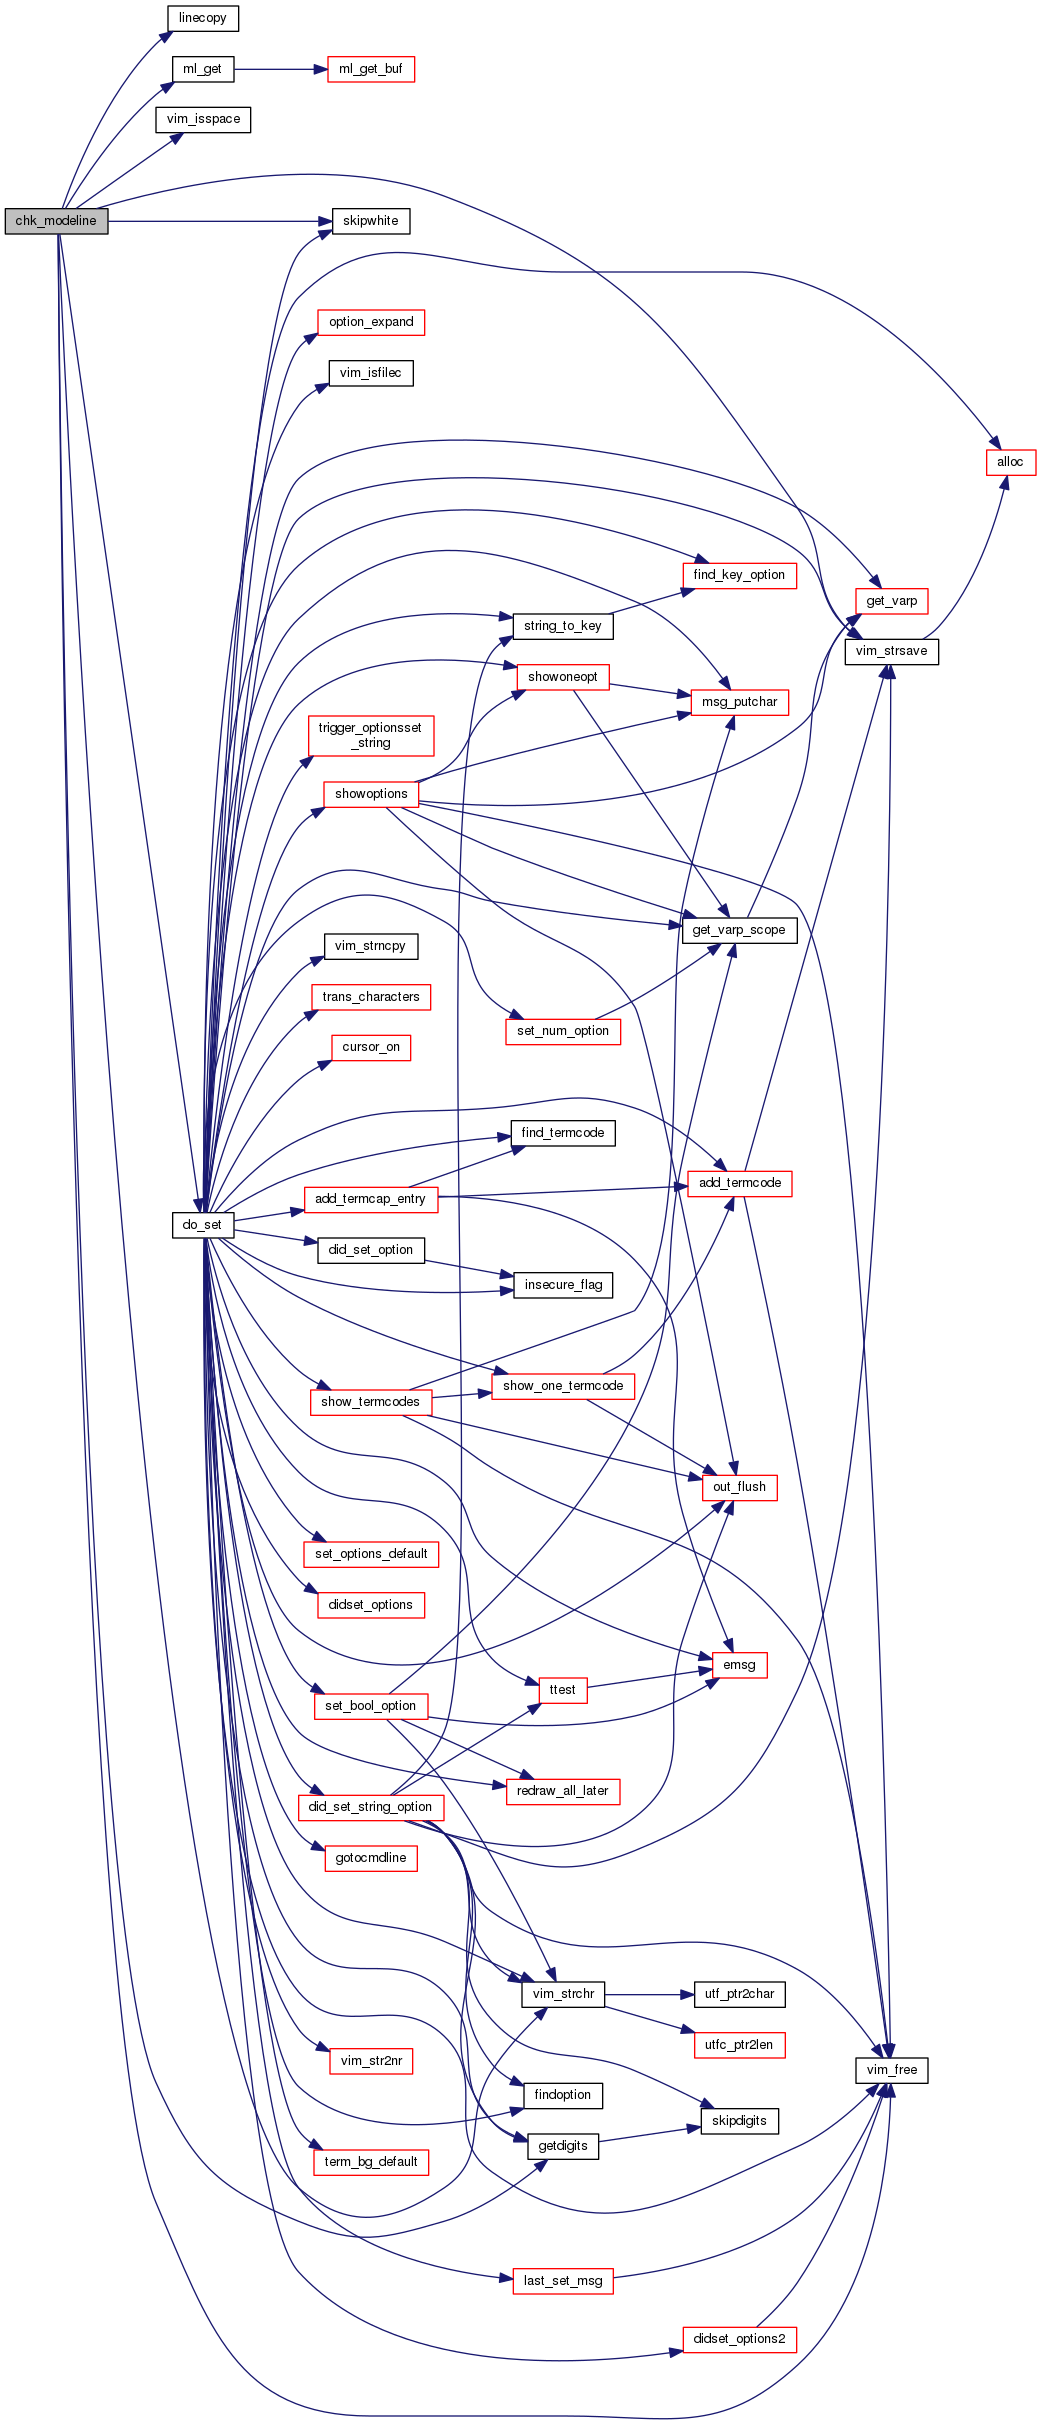 linecopy
ml_get
ml_get_buf
vim_isspace
chk_modeline
skipwhite
option_expand
vim_isfilec
alloc
find_key_option
get_varp
string_to_key
vim_strsave
showoneopt
msg_putchar
trigger_optionsset
_string
showoptions
get_varp_scope
vim_strncpy
trans_characters
set_num_option
cursor_on
find_termcode
add_termcode
add_termcap_entry
do_set
did_set_option
insecure_flag
show_one_termcode
show_termcodes
out_flush
set_options_default
didset_options
emsg
ttest
set_bool_option
redraw_all_later
did_set_string_option
gotocmdline
vim_strchr
utf_ptr2char
utfc_ptr2len
vim_str2nr
vim_free
findoption
skipdigits
getdigits
term_bg_default
last_set_msg
didset_options2